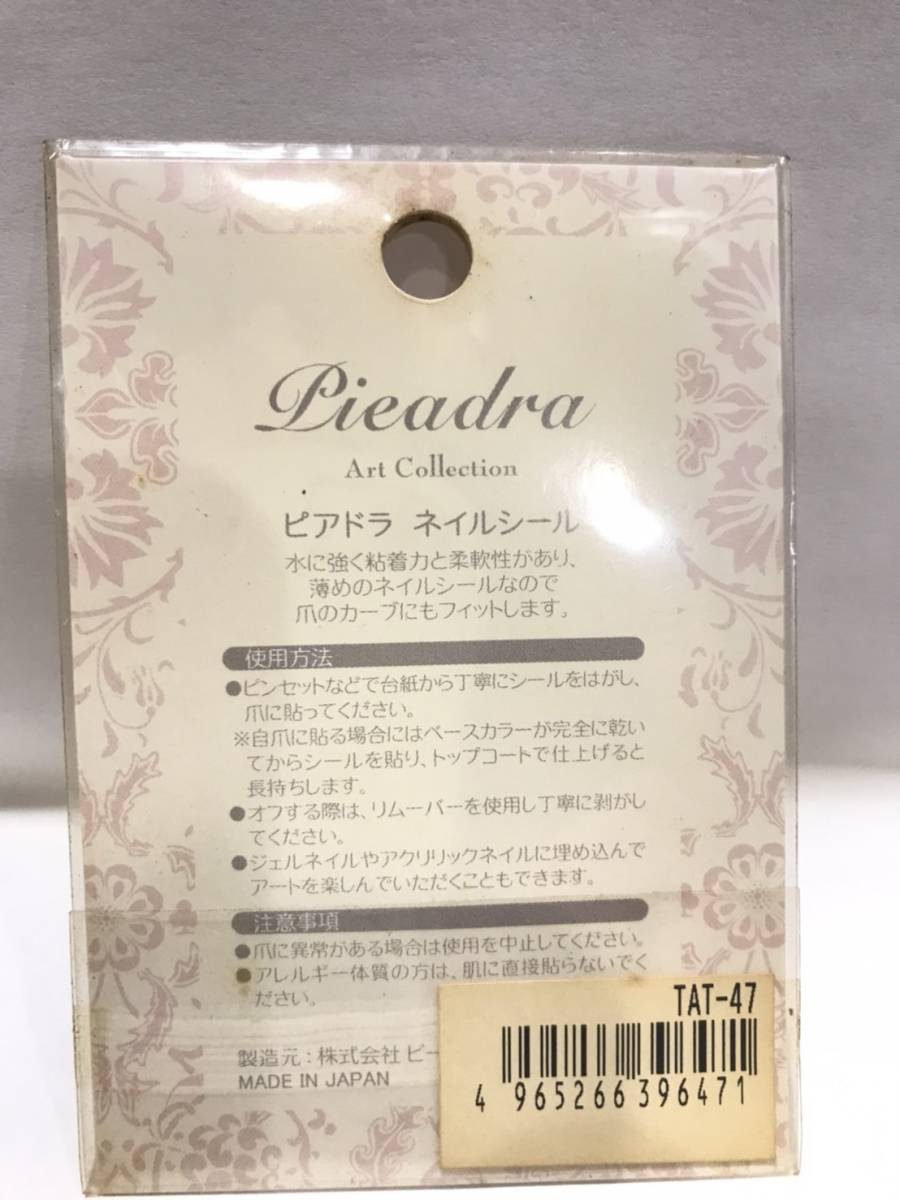 Pieadra
Art Collection
ピアドラ ネイルシール
水に強く粘着力と柔軟性があり、
薄めのネイルシールなので
爪のカーブにもフィットします。
使用方法
●ピンセットなどで台紙から丁寧にシールをはがし、
爪に貼ってください。
※自爪に貼る場合にはベースカラーが完全に乾い
てからシールを貼り、トップコートで仕上げると
長持ちします。
●オフする際は、リムーバーを使用し丁寧に剥がし
てください。
●ジェルネイルやアクリリックネイルに埋め込んで
アートを楽しんでいただくこともできます。
注意事項
●爪に異常がある場合は使用を中止してください。
●アレルギー体質の方は、肌に直接貼らないでく
ださい。
製造元：株式会社 ビー
MADE IN JAPAN
TAT-47
4 965266 396471